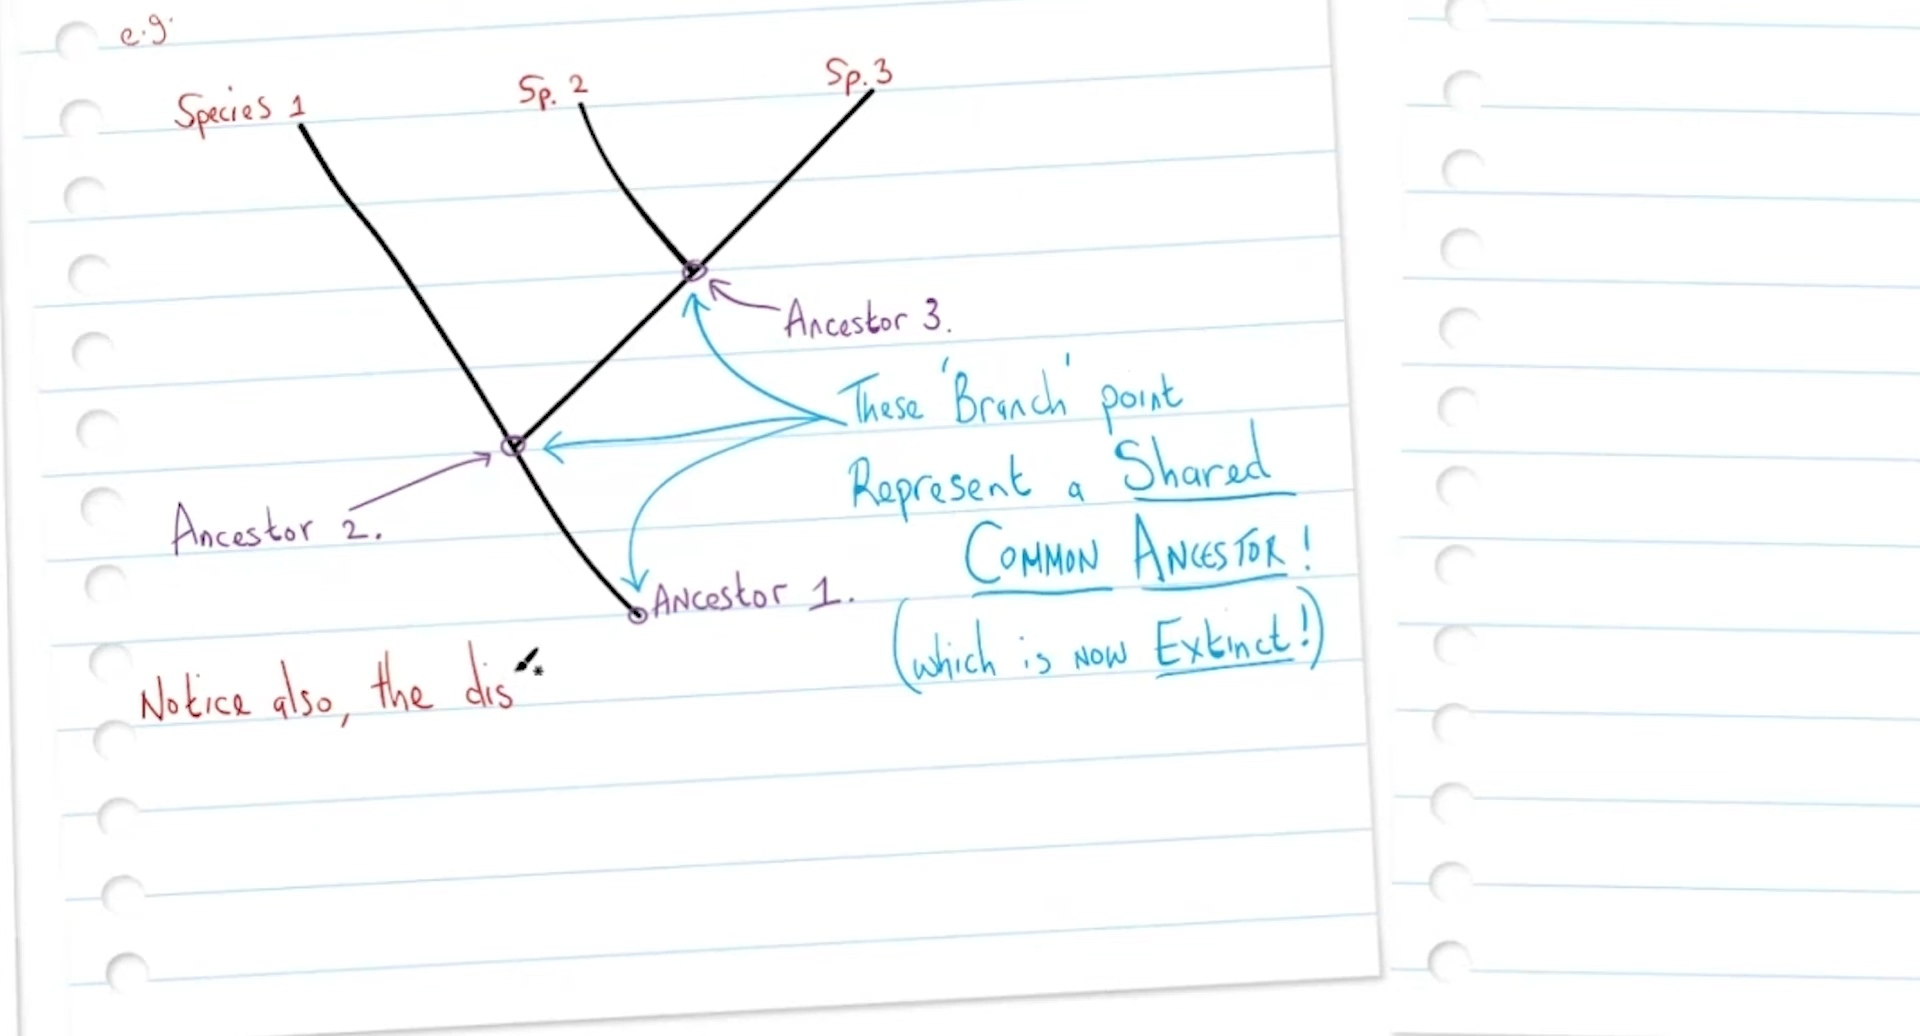 e.g.
Species 1
Sp. 2
Sp. 3
Ancestor 3.
These 'Branch' point
Represent a Shared
Common Ancestor!
(which is now Extinct!)
Ancestor 2.
Ancestor 1.
Notice also, the dis